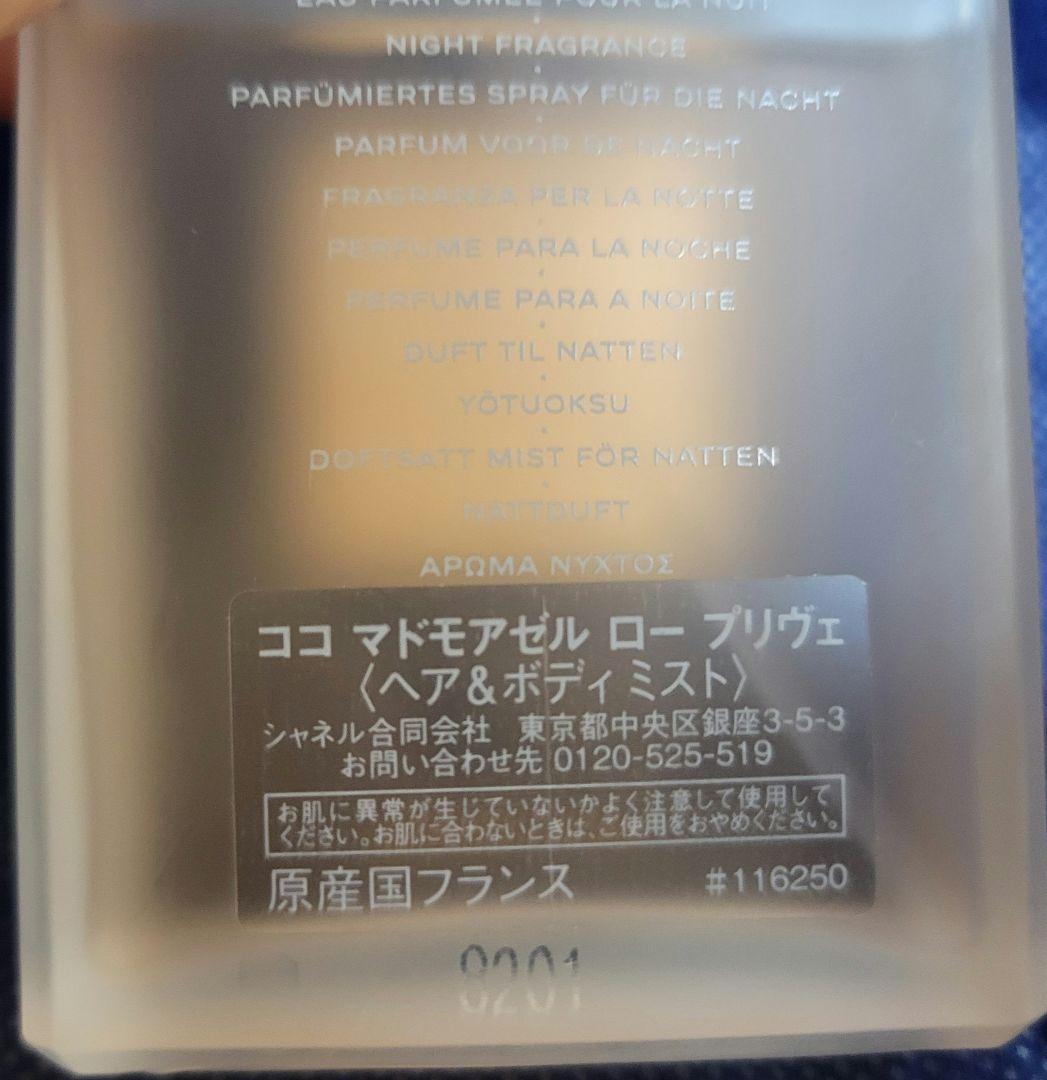 EAU PARFUMÉE POUR LA NUIT
NIGHT FRAGRANCE
PARFÜMIERTES SPRAY FÜR DIE NACHT
PARFUM VOOR DE NACHT
FRAGRANZA PER LA NOTTE
PERFUME PARA LA NOCHE
PERFUME PARA A NOITE
DUFT TIL NATTEN
YÖTUOKSU
DOFTSATT MIST FÖR NATTEN
NATTDUFT
ΑΡΩΜΑ ΝΥΧΤΟΣ
ココ マドモアゼル ロー プリヴェ
〈ヘア&ボディ ミスト〉
シャネル合同会社 東京都中央区銀座3-5-3
お問い合わせ先 0120-525-519
お肌に異常が生じていないかよく注意して使用して
ください。お肌に合わないときは、ご使用をおやめください。
原産国フランス #116250
8201